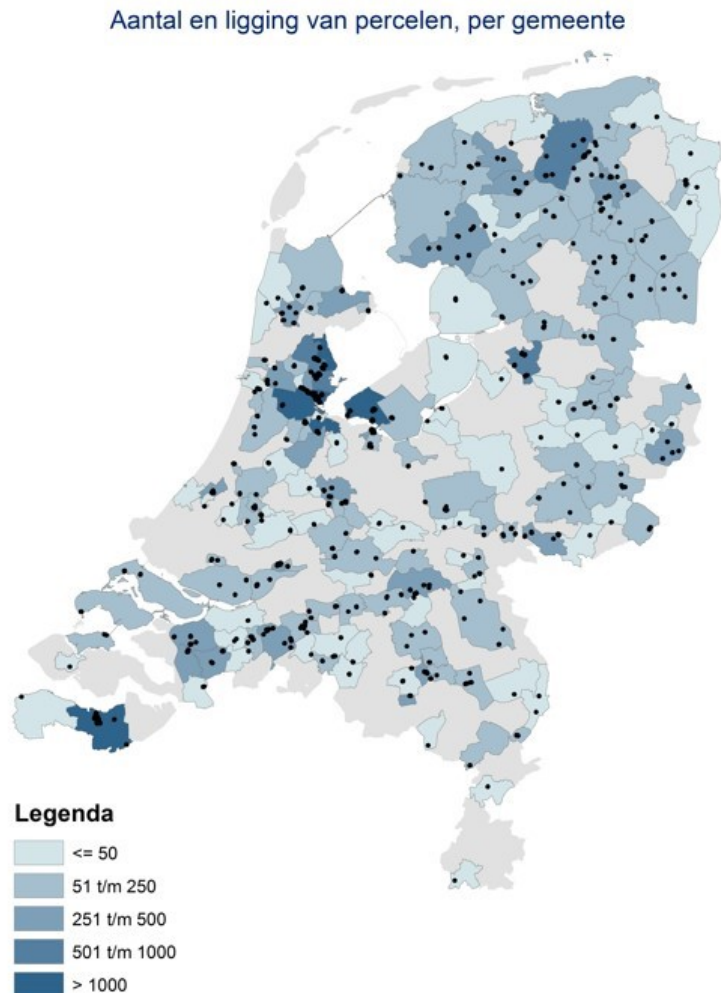 Aantal en ligging van percelen, per gemeente
Legenda
<= 50
51 t/m 250
251 t/m 500
501 t/m 1000
> 1000